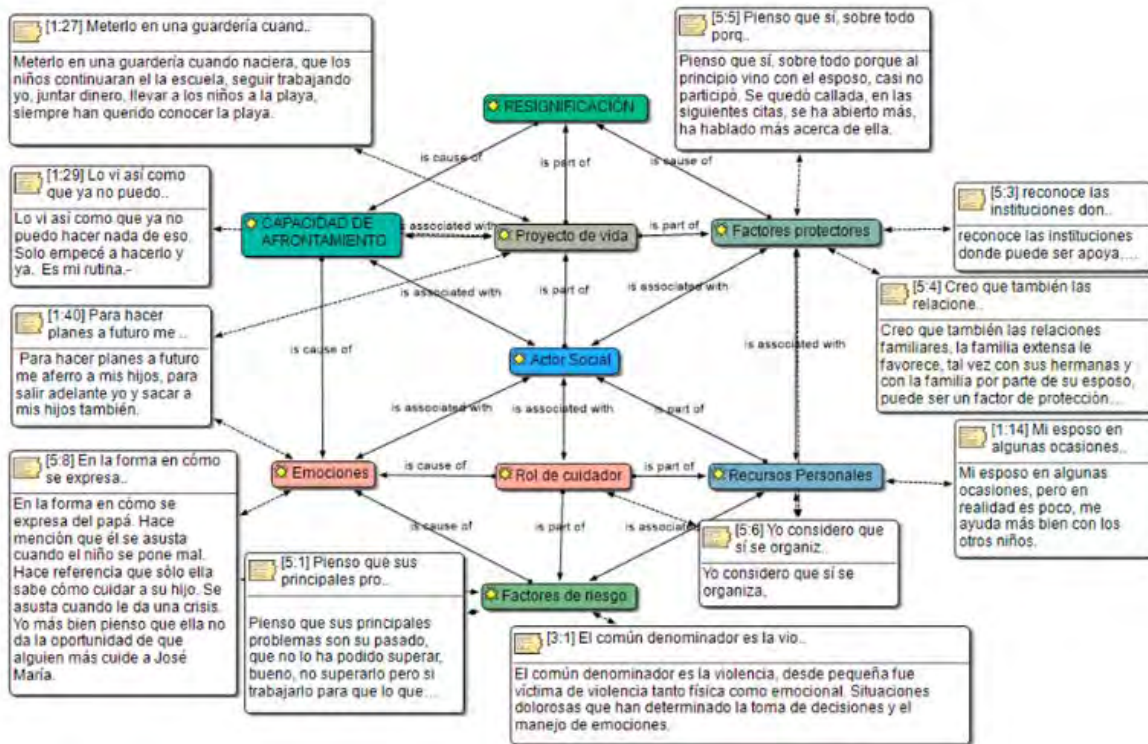 [1:27] Meterlo en una guardería cuand..
Meterlo en una guardería cuando naciera, que los
niños continuaran el la escuela, seguir trabajando
yo, juntar dinero, llevar a los niños a la playa,
siempre han querido conocer la playa.
[5:5] Pienso que sí, sobre todo
porq..
Pienso que sí, sobre todo porque al
principio vino con el esposo, casi no
participó. Se quedó callada, en las
siguientes citas, se ha abierto más,
ha hablado más acerca de ella.
RESIGNIFICACIÓN
is cause of
is part of
is cause of
[1:29] Lo vi así como
que ya no puedo..
Lo vi así como que ya no
puedo hacer nada de eso.
Solo empecé a hacerlo y
ya. Es mi rutina.-
CAPACIDAD DE
AFRONTAMIENTO
is associated with
Proyecto de vida
is part of
Factores protectores
[5:3] reconoce las
instituciones don..
reconoce las instituciones
donde puede ser apoya,...
is associated with
is part of
is associated with
[5:4] Creo que también las
relacione..
Creo que también las relaciones
familiares, la familia extensa le
favorece, tal vez con sus hermanas y
con la familia por parte de su esposo,
puede ser un factor de protección...
[1:40] Para hacer
planes a futuro me ..
Para hacer planes a futuro
me aferro a mis hijos, para
salir adelante yo y sacar a
mis hijos también.
is cause of
Actor Social
is associated with
is associated with
is associated with
is part of
[1:14] Mi esposo en
algunas ocasiones..
Mi esposo en algunas
ocasiones, pero en
realidad es poco, me
ayuda más bien con los
otros niños.
[5:8] En la forma en cómo
se expresa..
En la forma en cómo se
expresa del papá. Hace
mención que él se asusta
cuando el niño se pone mal.
Hace referencia que sólo ella
sabe cómo cuidar a su hijo. Se
asusta cuando le da una crisis.
Yo más bien pienso que ella no
da la oportunidad de que
alguien más cuide a José
María.
Emociones
is cause of
Rol de cuidador
is part of
Recursos Personales
is cause of
is part of
is associated
[5:6] Yo considero que
sí se organiz..
Yo considero que sí se
organiza,
[5:1] Pienso que sus
principales pro..
Pienso que sus principales
problemas son su pasado,
que no lo ha podido superar,
bueno, no superarlo pero si
trabajarlo para que lo que...
Factores de riesgo
[3:1] El común denominador es la vio..
El común denominador es la violencia, desde pequeña fue
víctima de violencia tanto física como emocional. Situaciones
dolorosas que han determinado la toma de decisiones y el
manejo de emociones.